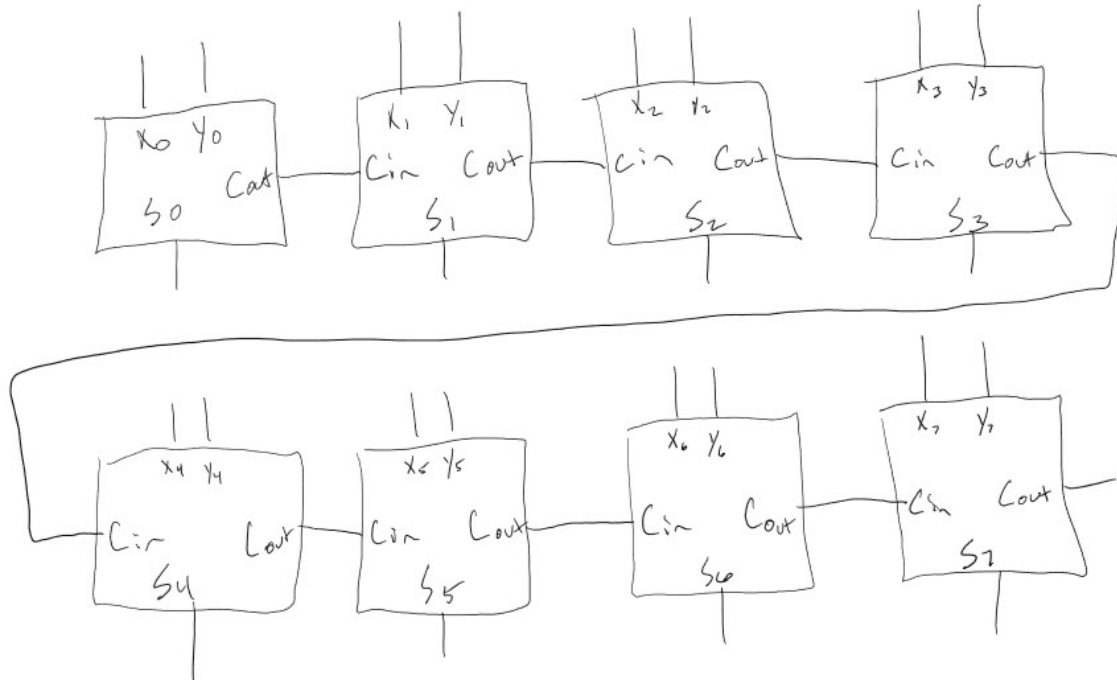 X0 Y0
Cout
S0
X1 Y1
Cin Cout
S1
X2 Y2
Cin Cout
S2
X3 Y3
Cin Cout
S3
X4 Y4
Cin Cout
S4
X5 Y5
Cin Cout
S5
X6 Y6
Cin Cout
S6
X7 Y7
Cin Cout
S7